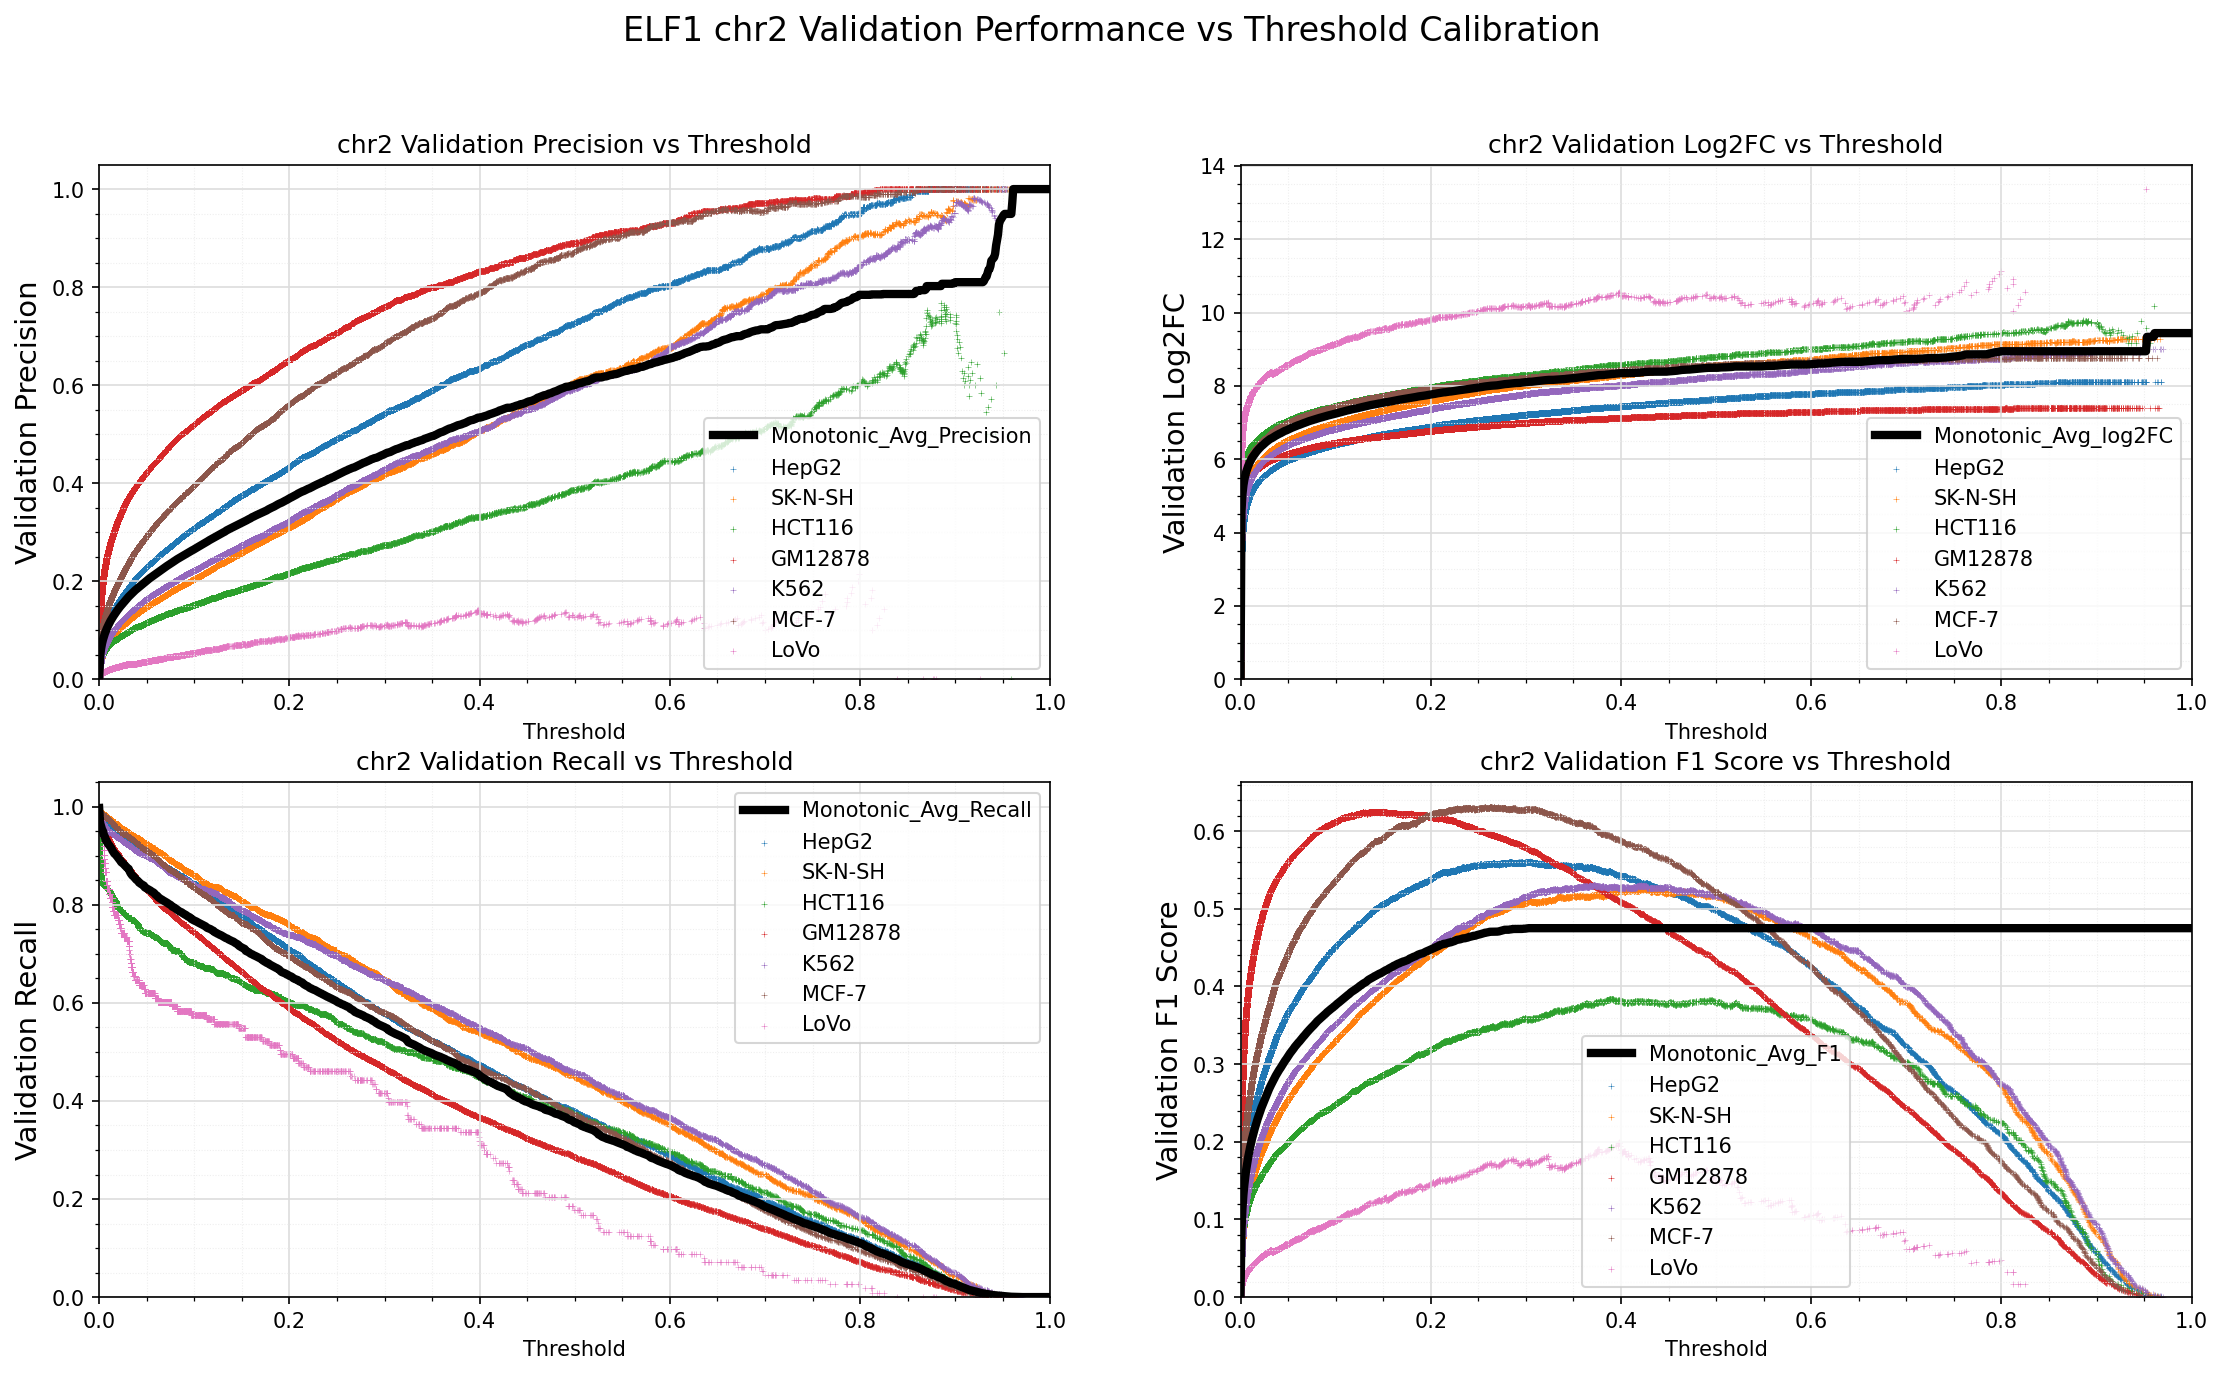 ELF1 chr2 Validation Performance vs Threshold Calibration
chr2 Validation Precision vs Threshold
Validation Precision
1.0
0.8
0.6
0.4
0.2
0.0
Monotonic_Avg_Precision
HepG2
SK-N-SH
HCT116
GM12878
K562
MCF-7
LoVo
0.0 0.2 0.4 0.6 0.8 1.0
Threshold
chr2 Validation Log2FC vs Threshold
Validation Log2FC
14
12
10
8
6
4
2
0
Monotonic_Avg_log2FC
HepG2
SK-N-SH
HCT116
GM12878
K562
MCF-7
LoVo
0.0 0.2 0.4 0.6 0.8 1.0
Threshold
chr2 Validation Recall vs Threshold
Validation Recall
1.0
0.8
0.6
0.4
0.2
0.0
Monotonic_Avg_Recall
HepG2
SK-N-SH
HCT116
GM12878
K562
MCF-7
LoVo
0.0 0.2 0.4 0.6 0.8 1.0
Threshold
chr2 Validation F1 Score vs Threshold
Validation F1 Score
0.6
0.5
0.4
0.3
0.2
0.1
0.0
Monotonic_Avg_F1
HepG2
SK-N-SH
HCT116
GM12878
K562
MCF-7
LoVo
0.0 0.2 0.4 0.6 0.8 1.0
Threshold